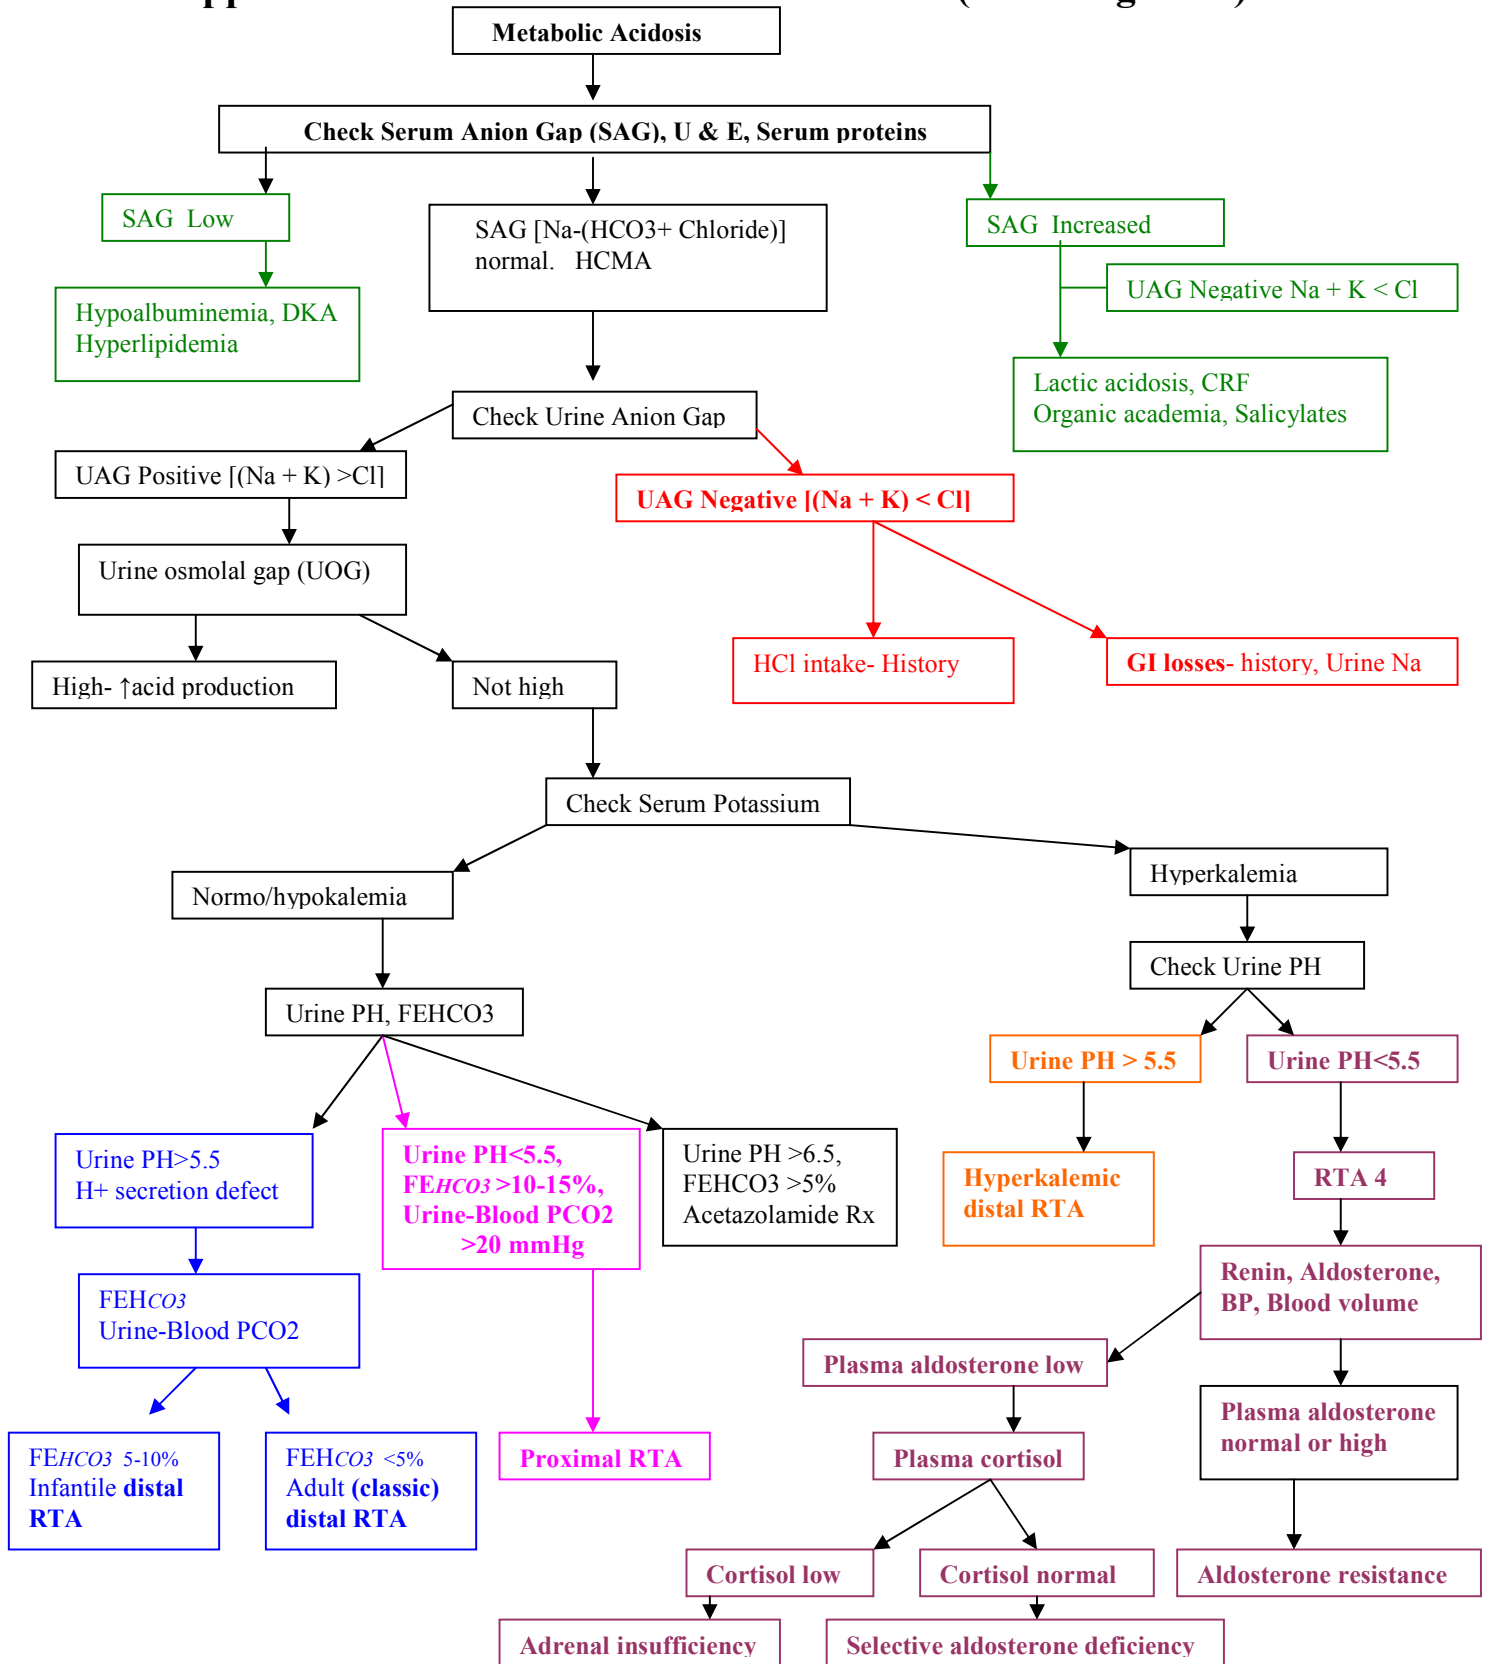 Metabolic Acidosis
Check Serum Anion Gap (SAG), U & E, Serum proteins
SAG Low
SAG [Na-(HCO3+ Chloride)]
normal. HCMA
SAG Increased
UAG Negative Na + K < Cl
Hypoalbuminemia, DKA
Hyperlipidemia
Lactic acidosis, CRF
Organic academia, Salicylates
Check Urine Anion Gap
UAG Positive [(Na + K) >Cl]
UAG Negative [(Na + K) < Cl]
Urine osmolal gap (UOG)
HCl intake- History
GI losses- history, Urine Na
High- ↑acid production
Not high
Check Serum Potassium
Normo/hypokalemia
Hyperkalemia
Check Urine PH
Urine PH, FEHCO3
Urine PH > 5.5
Urine PH<5.5
Urine PH>5.5
H+ secretion defect
Urine PH<5.5,
FEHCO3 >10-15%,
Urine-Blood PCO2
>20 mmHg
Urine PH >6.5,
FEHCO3 >5%
Acetazolamide Rx
Hyperkalemic
distal RTA
RTA 4
FEHCO3
Urine-Blood PCO2
Renin, Aldosterone,
BP, Blood volume
Plasma aldosterone low
Plasma aldosterone
normal or high
FEHCO3 5-10%
Infantile distal
RTA
FEHCO3 <5%
Adult (classic)
distal RTA
Proximal RTA
Plasma cortisol
Cortisol low
Cortisol normal
Aldosterone resistance
Adrenal insufficiency
Selective aldosterone deficiency